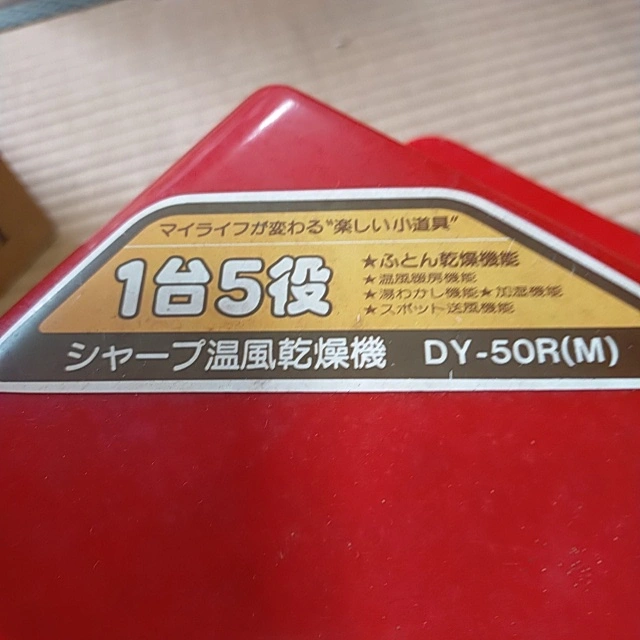 マイライフが変わる"楽しい小道具"
1台5役
★ふとん乾燥機能
★温風暖房機能
★湯わかし機能★加湿機能
★スポット送風機能
シャープ温風乾燥機 DY-50R(M)